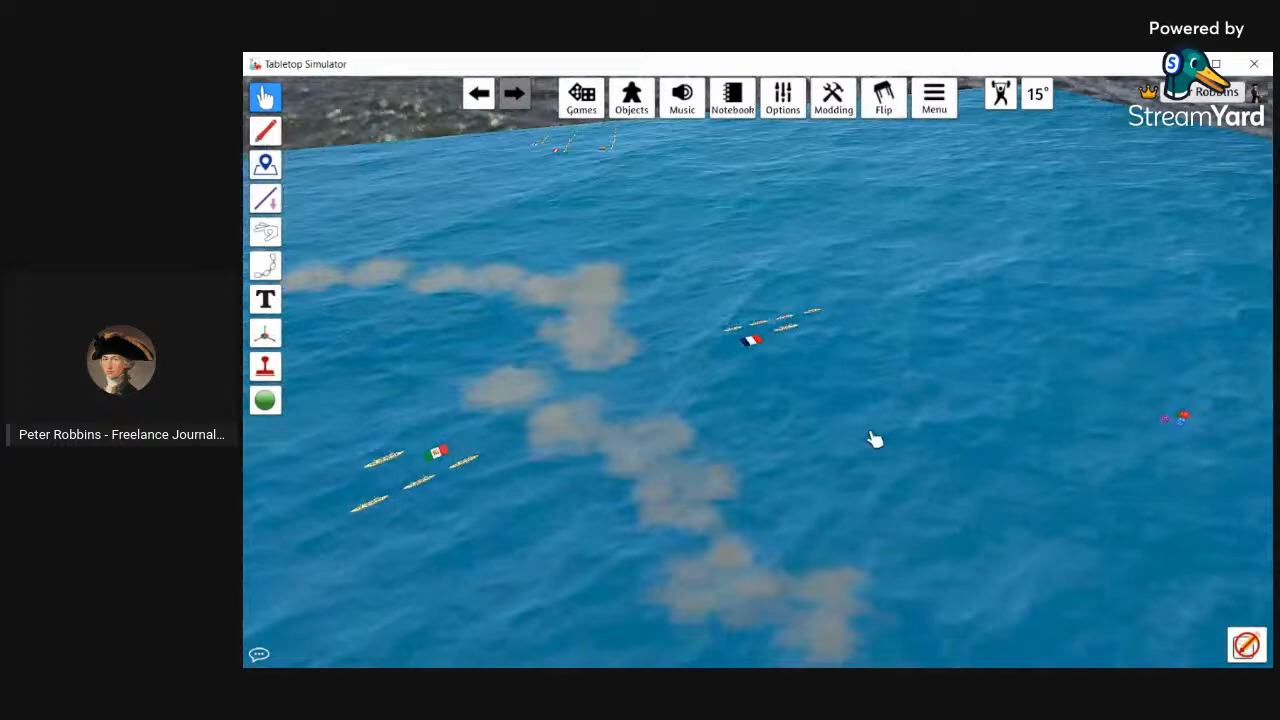 Powered by
StreamYard
Tabletop Simulator
Robbins
Games
Objects
Music
Notebook
Options
Modding
Flip
Menu
15°
T
Peter Robbins - Freelance Journal...